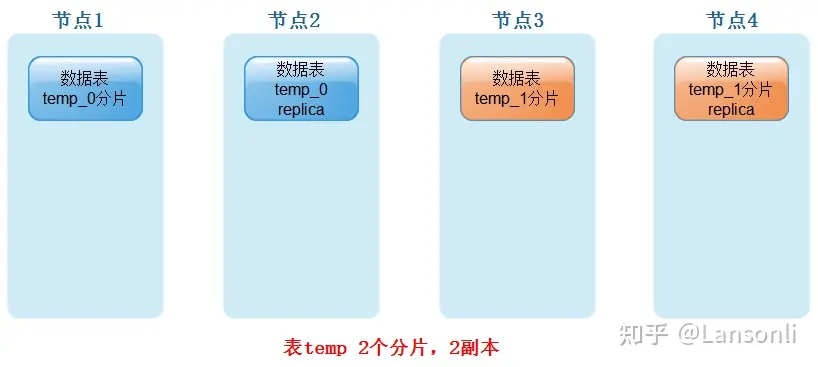 节点1
节点2
节点3
节点4
数据表
temp_0分片
数据表
temp_0
replica
数据表
temp_1分片
数据表
temp_1分片
replica
知乎 @Lansonli
表temp 2个分片，2副本